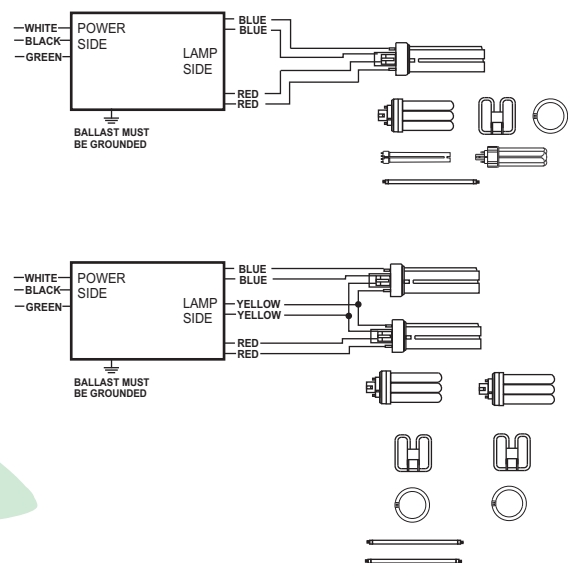 BLUE
BLUE
WHITE
BLACK
GREEN
POWER
SIDE
LAMP
SIDE
RED
RED
BALLAST MUST
BE GROUNDED
BLUE
BLUE
WHITE
BLACK
GREEN
POWER
SIDE
LAMP
SIDE
YELLOW
YELLOW
RED
RED
BALLAST MUST
BE GROUNDED